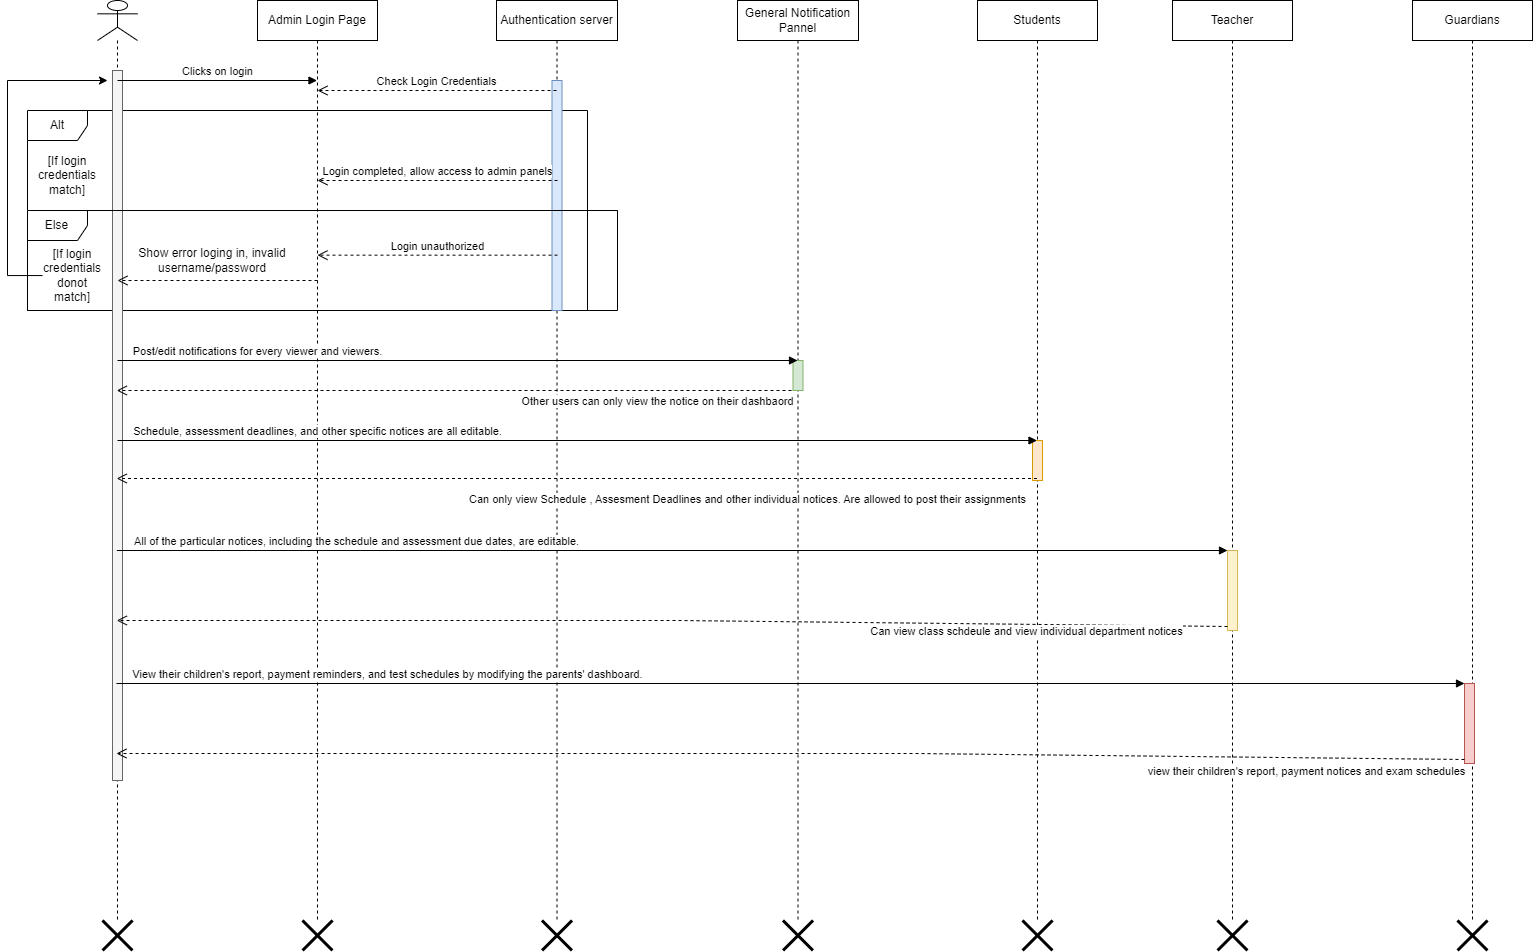 Admin Login Page
Authentication server
General Notification
Pannel
Students
Teacher
Guardians
Clicks on login
Check Login Credentials
Alt
[If login
credentials
match]
Login completed, allow access to admin panels
Else
[If login
credentials
donot
match]
Show error loging in, invalid
username/password
Login unauthorized
Post/edit notifications for every viewer and viewers.
Other users can only view the notice on their dashbaord
Schedule, assessment deadlines, and other specific notices are all editable.
Can only view Schedule , Assesment Deadlines and other individual notices. Are allowed to post their assignments
All of the particular notices, including the schedule and assessment due dates, are editable.
Can view class schdeule and view individual department notices
View their children's report, payment reminders, and test schedules by modifying the parents' dashboard.
view their children's report, payment notices and exam schedules